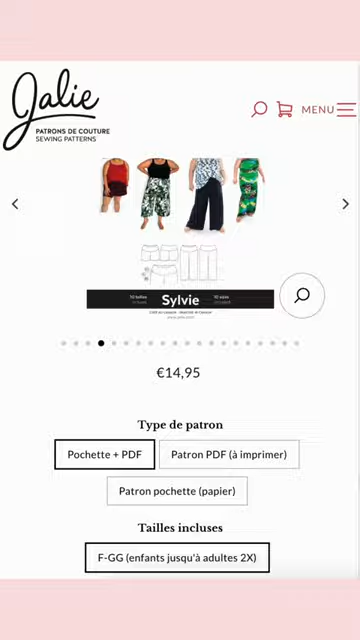 Jalie
PATRONS DE COUTURE
SEWING PATTERNS
MENU
Sylvie
€14,95
Type de patron
Pochette + PDF
Patron PDF (à imprimer)
Patron pochette (papier)
Tailles incluses
F-GG (enfants jusqu'à adultes 2X)